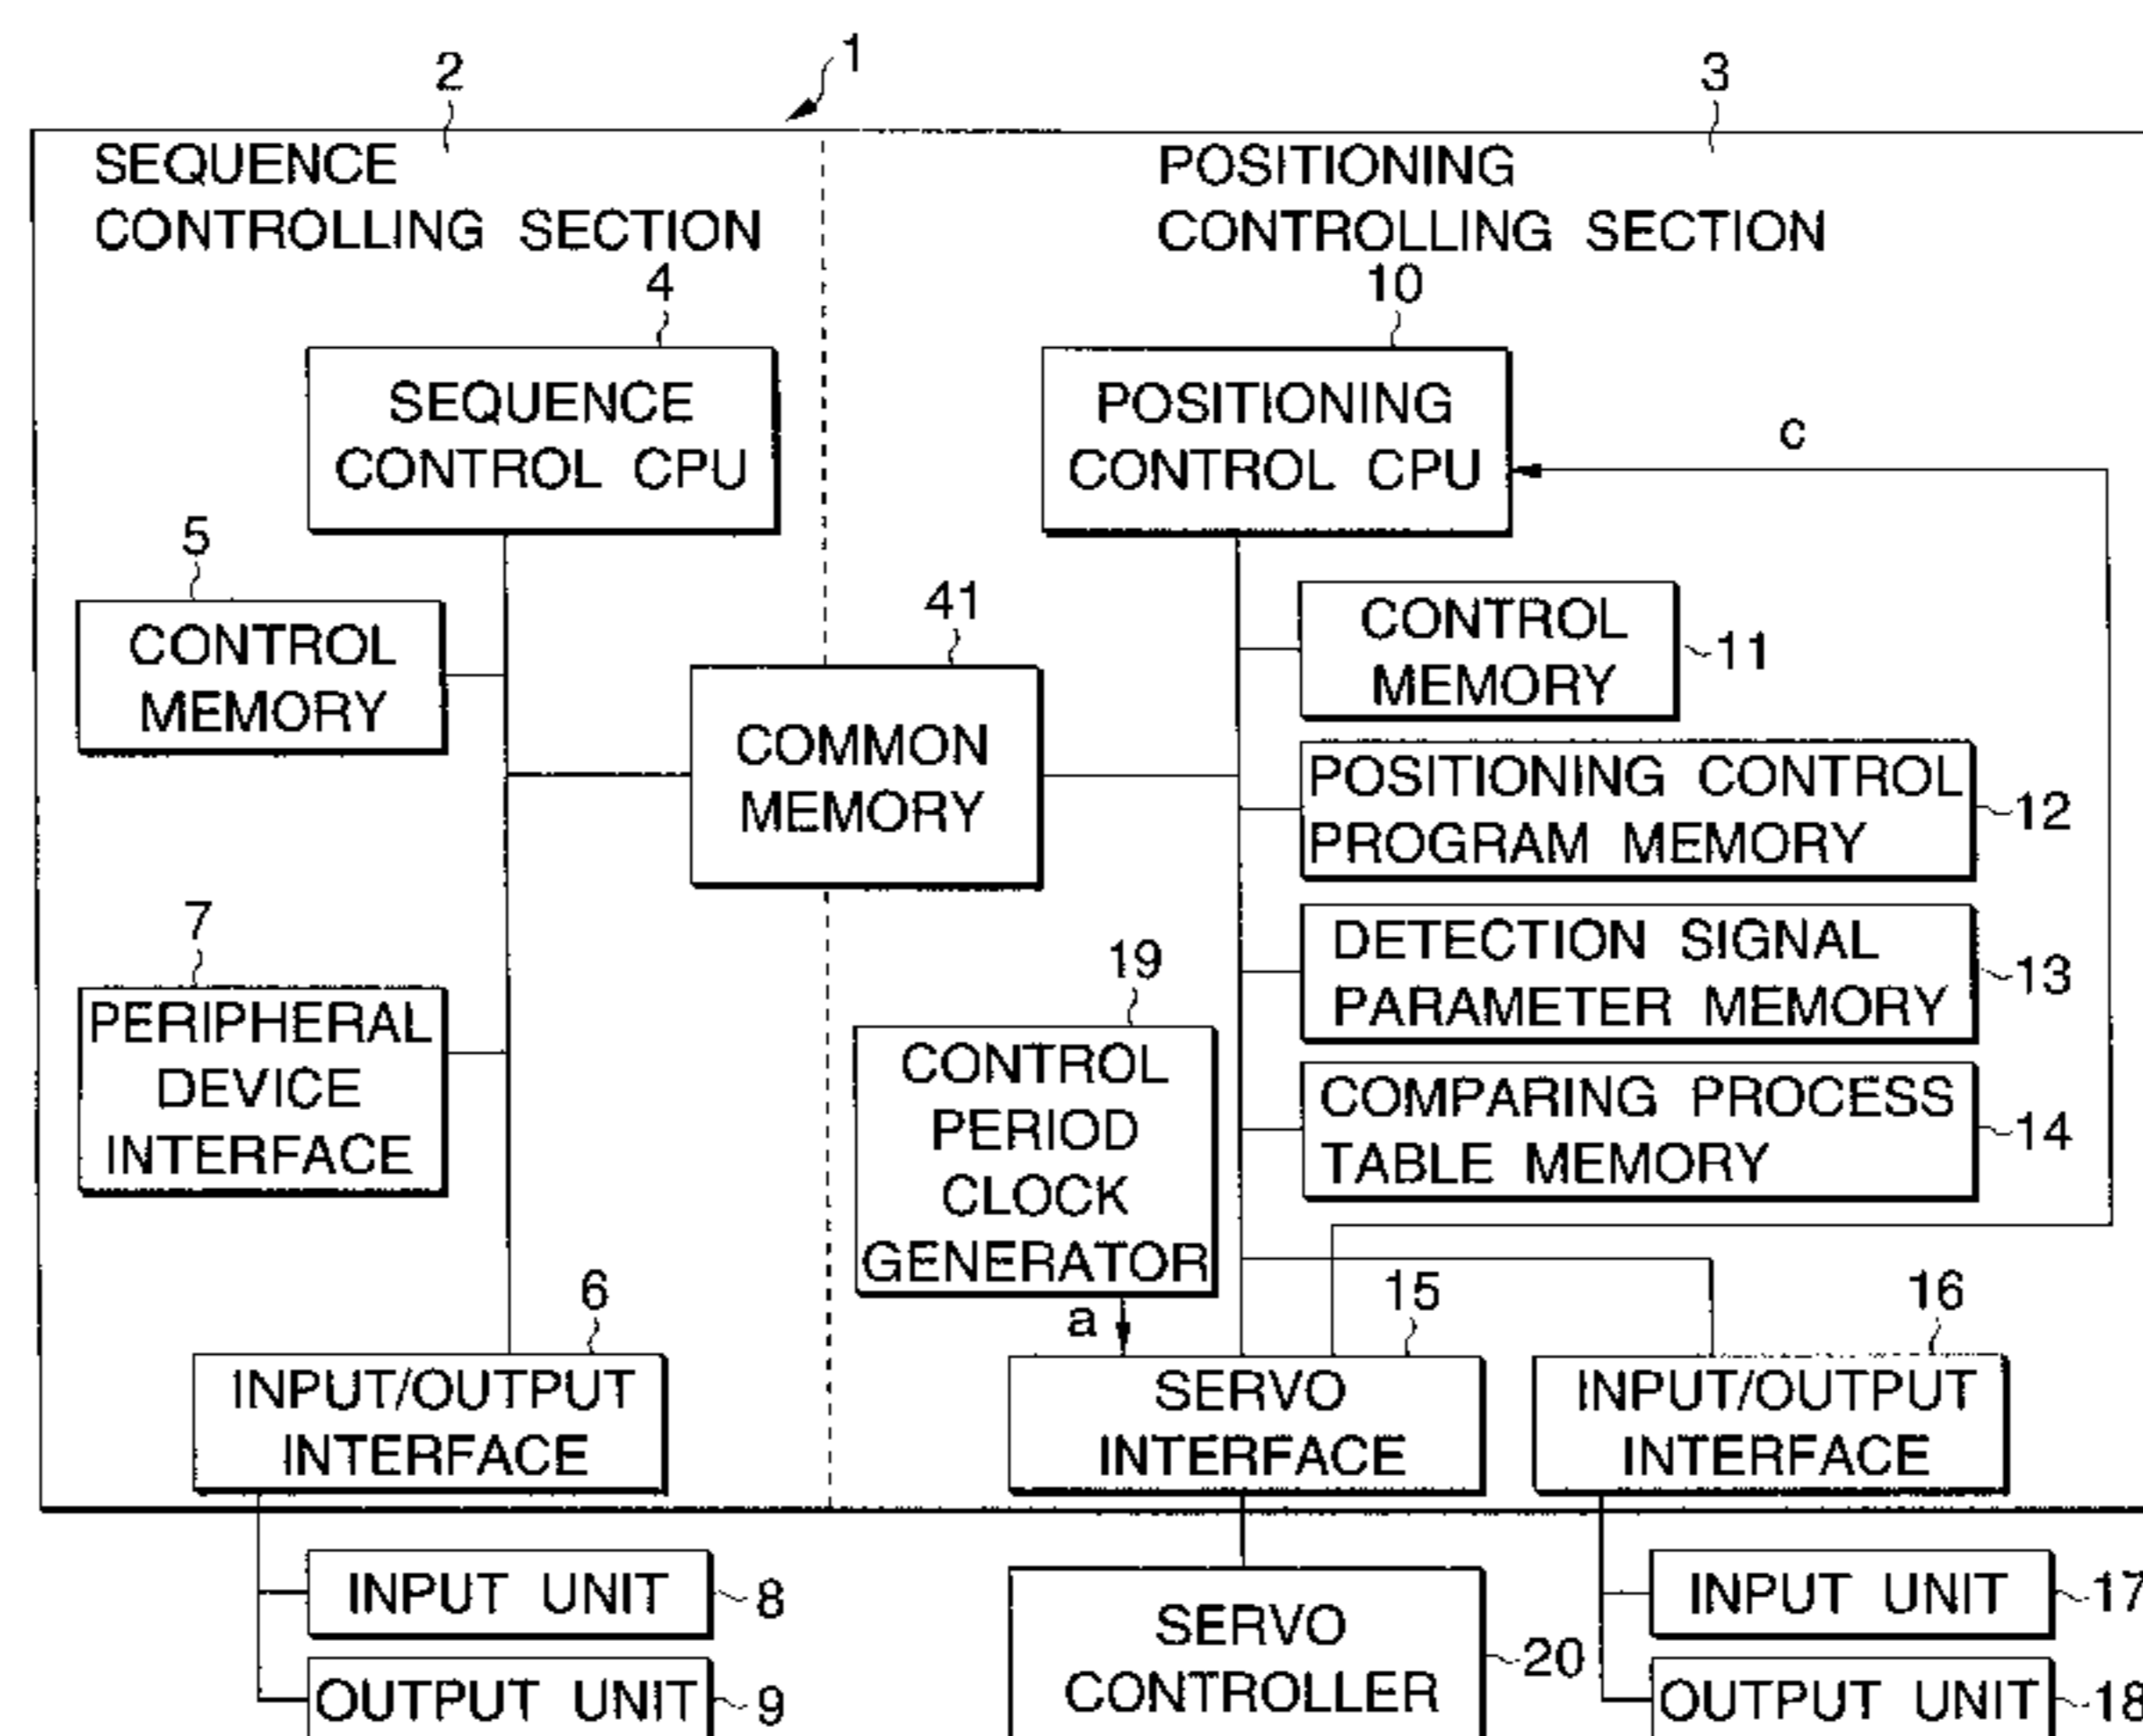 1
2
3
SEQUENCE
CONTROLLING SECTION
POSITIONING
CONTROLLING SECTION
4
10
SEQUENCE
CONTROL CPU
POSITIONING
CONTROL CPU
c
5
CONTROL
MEMORY
41
COMMON
MEMORY
CONTROL
MEMORY
11
POSITIONING CONTROL
PROGRAM MEMORY
12
7
PERIPHERAL
DEVICE
INTERFACE
19
CONTROL
PERIOD
CLOCK
GENERATOR
DETECTION SIGNAL
PARAMETER MEMORY
13
COMPARING PROCESS
TABLE MEMORY
14
6
a
15
16
INPUT/OUTPUT
INTERFACE
SERVO
INTERFACE
INPUT/OUTPUT
INTERFACE
INPUT UNIT
8
OUTPUT UNIT
9
SERVO
CONTROLLER
20
INPUT UNIT
17
OUTPUT UNIT
18